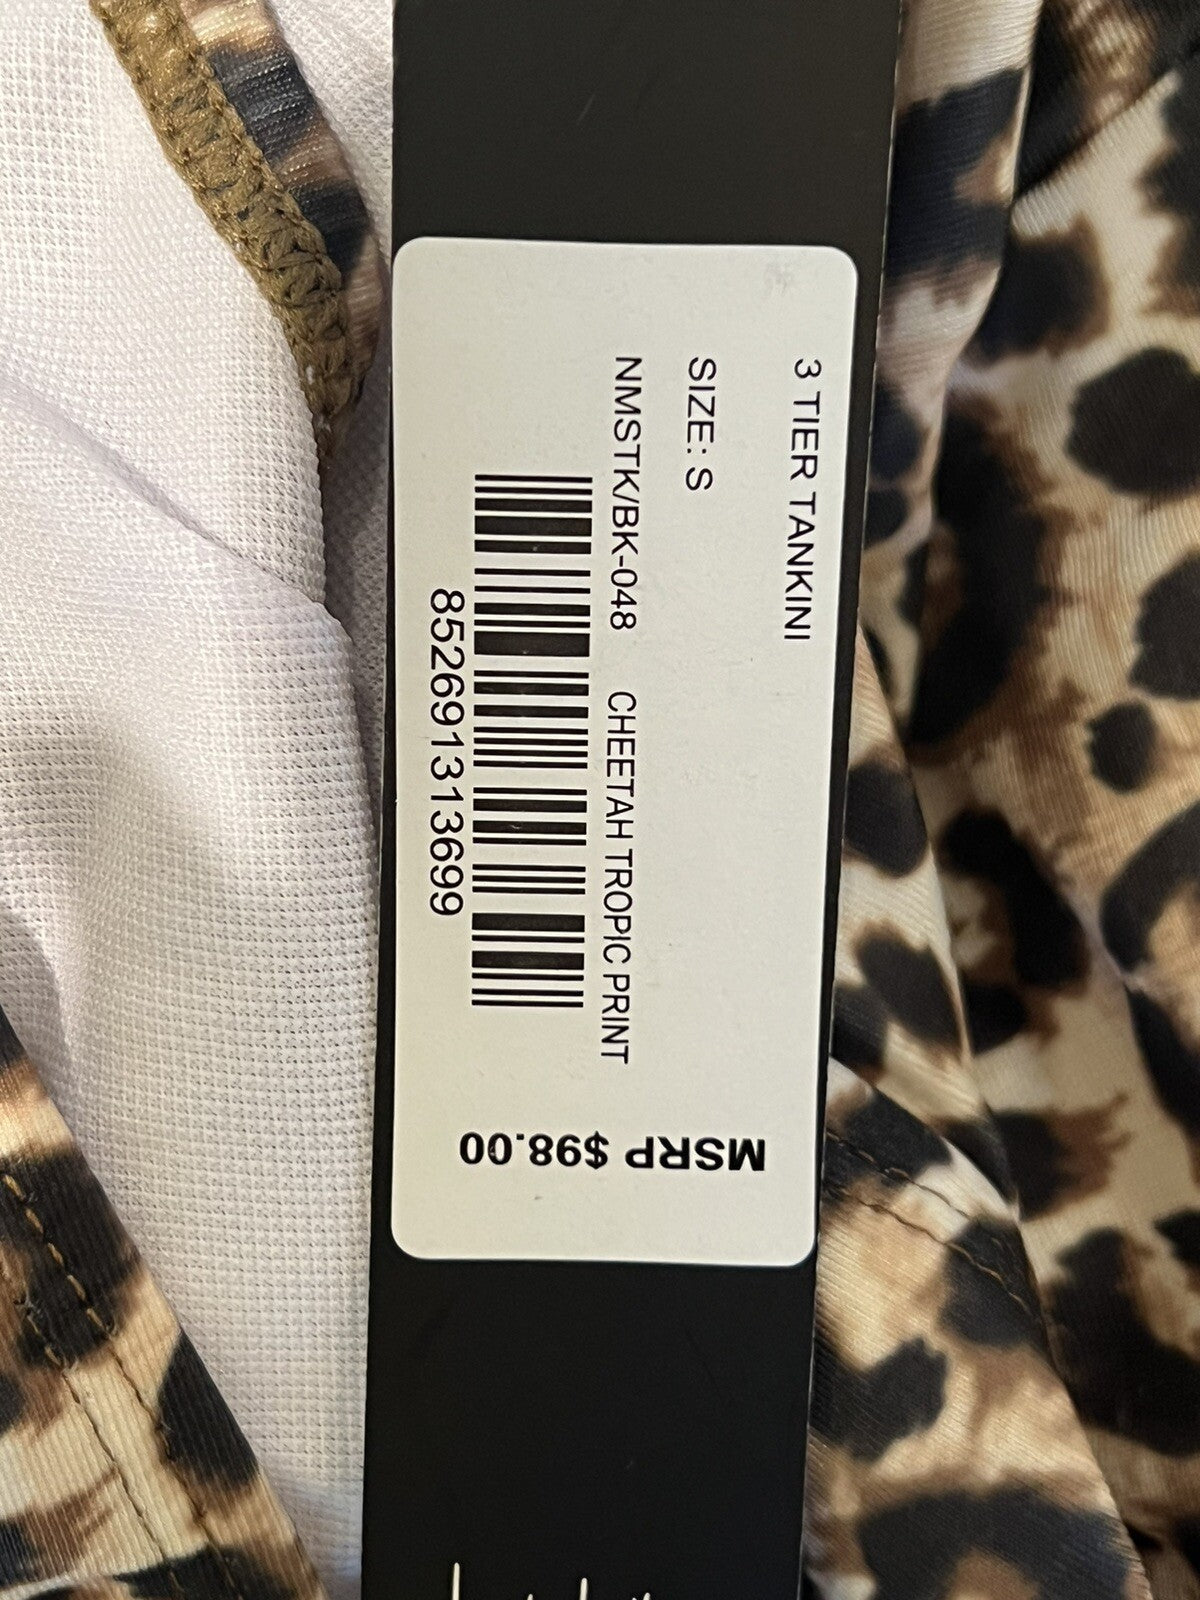 3 TIER TANKINI
SIZE: S
NMSTK/BK-048 CHEETAH TROPIC PRINT
852691313699
MSRP $98.00